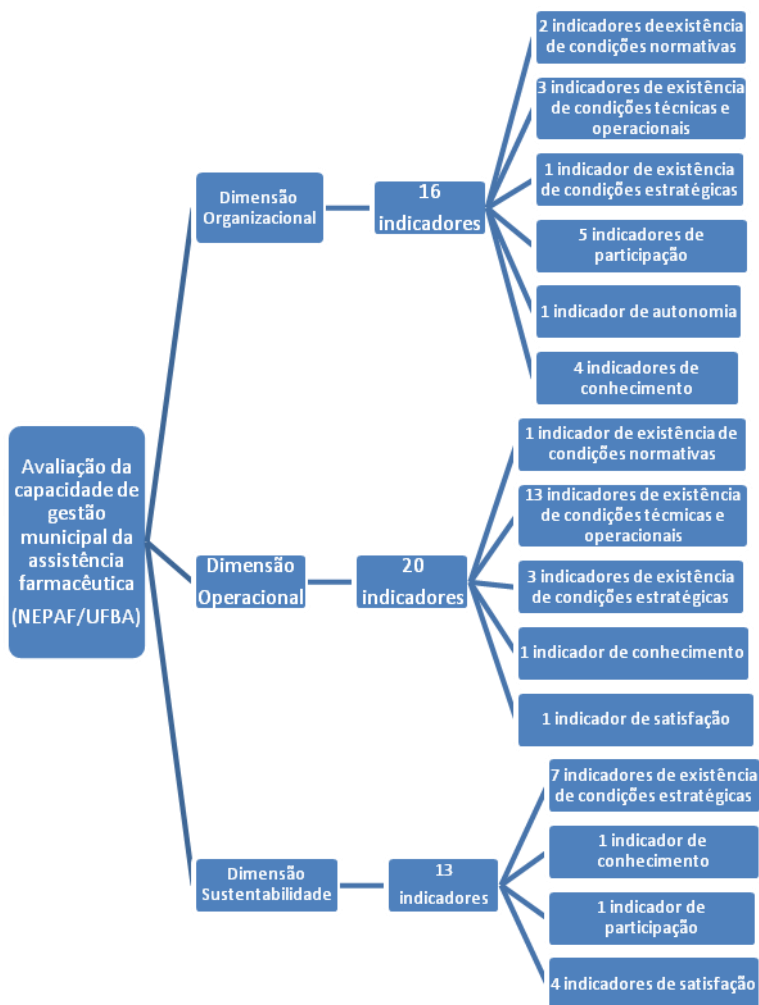 Avaliação da
capacidade de
gestão
municipal da
assistência
farmacêutica
(NEPAF/UFBA)
Dimensão
Organizacional
16
indicadores
2 indicadores deexistência
de condições normativas
3 indicadores de existência
de condições técnicas e
operacionais
1 indicador de existência
de condições estratégicas
5 indicadores de
participação
1 indicador de autonomia
4 indicadores de
conhecimento
Dimensão
Operacional
20
indicadores
1 indicador de existência de
condições normativas
13 indicadores de existência
de condições técmicas e
operacionais
3 indicadores de existência
de condições estratégicas
1 indicador de conhecimento
1 indicador de satisfação
Dimensão
Sustentabilidade
13
indicadores
7 indicadores de existência
de condições estratégicas
1 indicador de
conhecimento
1 indicador de
participação
4 indicadores de satisfação